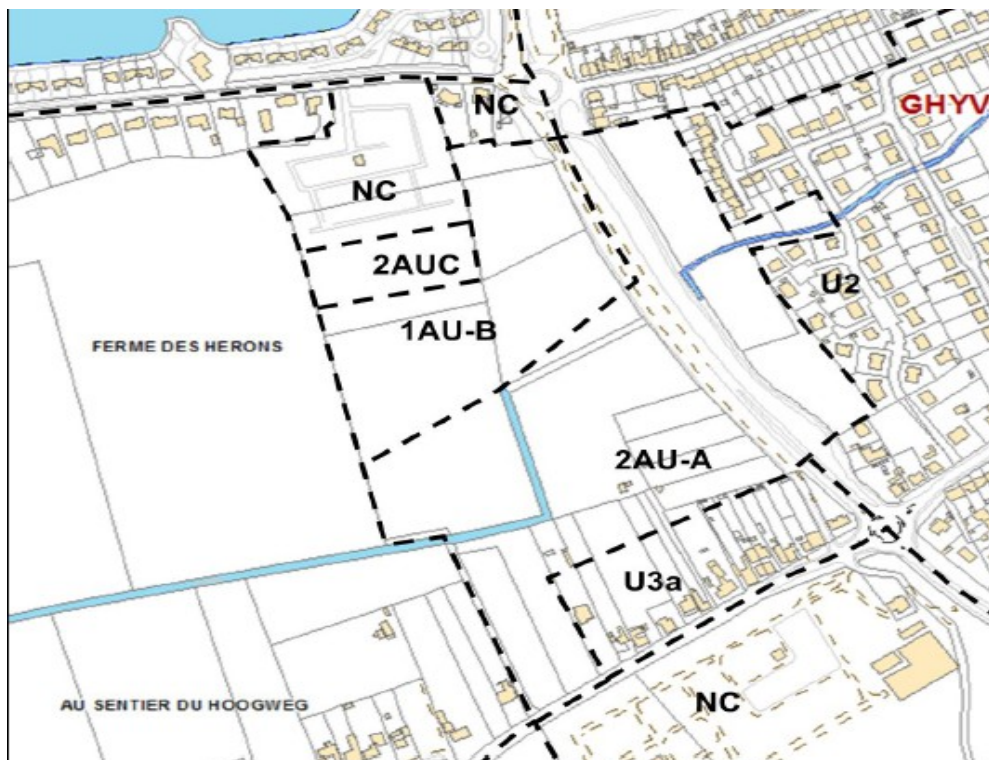 NC
GHYV
NC
2AUC
U2
1AU-B
FERME DES HERONS
2AU-A
U3a
NC
AU SENTIER DU HOOGWEG